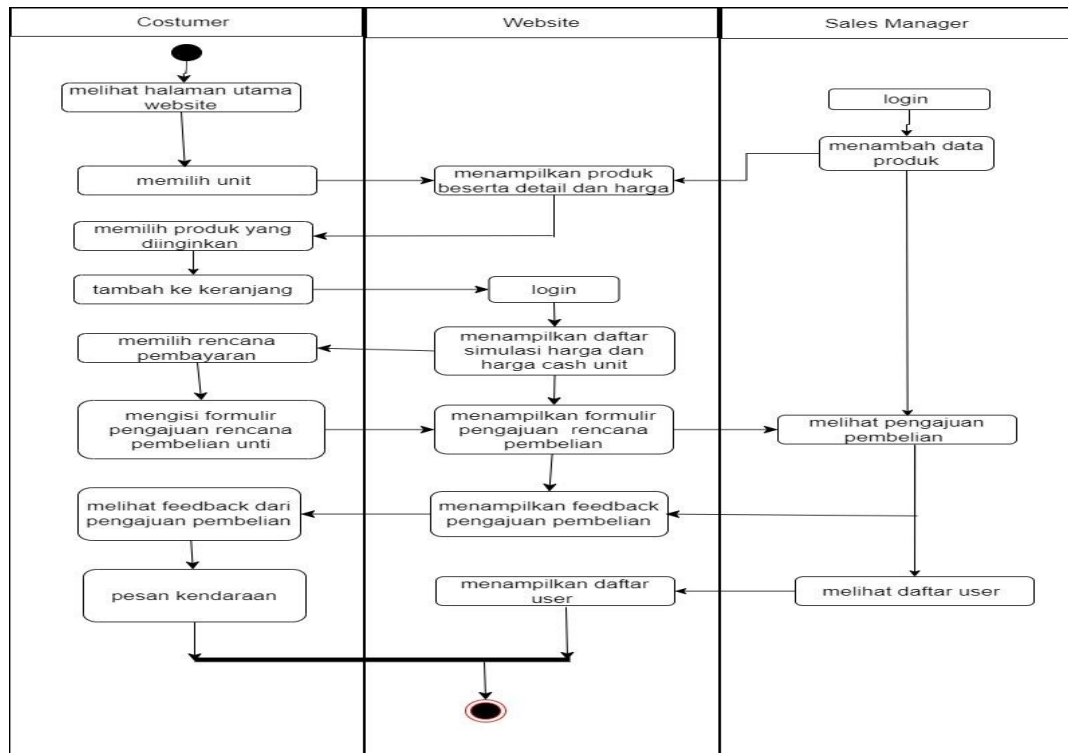 Costumer
Website
Sales Manager
melihat halaman utama
website
login
menambah data
produk
memilih unit
menampilkan produk
beserta detail dan harga
memilih produk yang
diinginkan
tambah ke keranjang
login
memilih rencana
pembayaran
menampilkan daftar
simulasi harga dan
harga cash unit
mengisi formulir
pengajuan rencana
pembelian unti
menampilkan formulir
pengajuan rencana
pembelian
melihat pengajuan
pembelian
melihat feedback dari
pengajuan pembelian
menampilkan feedback
pengajuan pembelian
pesan kendaraan
menampilkan daftar
user
melihat daftar user